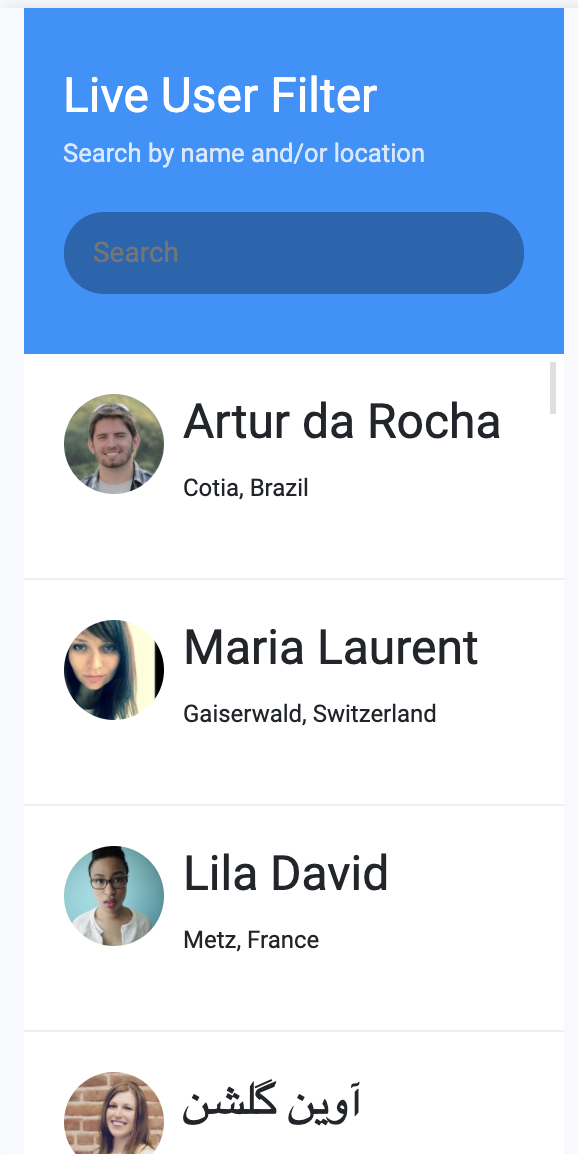 Live User Filter
Search by name and/or location
Search
Artur da Rocha
Cotia, Brazil
Maria Laurent
Gaiserwald, Switzerland
Lila David
Metz, France
آوین گلشن